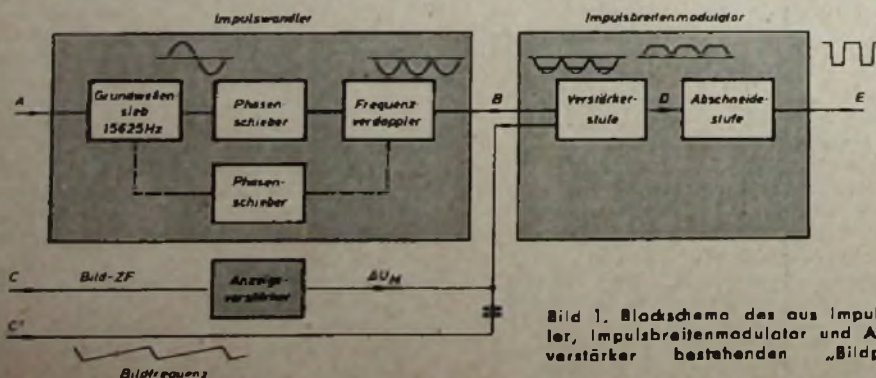 Impulswandler
Impulsbreitenmodulator
A
Grundwellen-
sieb
15625Hz
Phasen-
schieber
Frequenz-
verdoppler
B
Verstärker-
stufe
D
Abschneide-
stufe
E
Phasen-
schieber
C
Bild-ZF
Anzeige-
verstärker
ΔU_M
C'
Bildfrequenz
Bild 1. Blockschema des aus Impul
ler, Impulsbreitenmodulator und A
verstärker bestehenden „Bildp